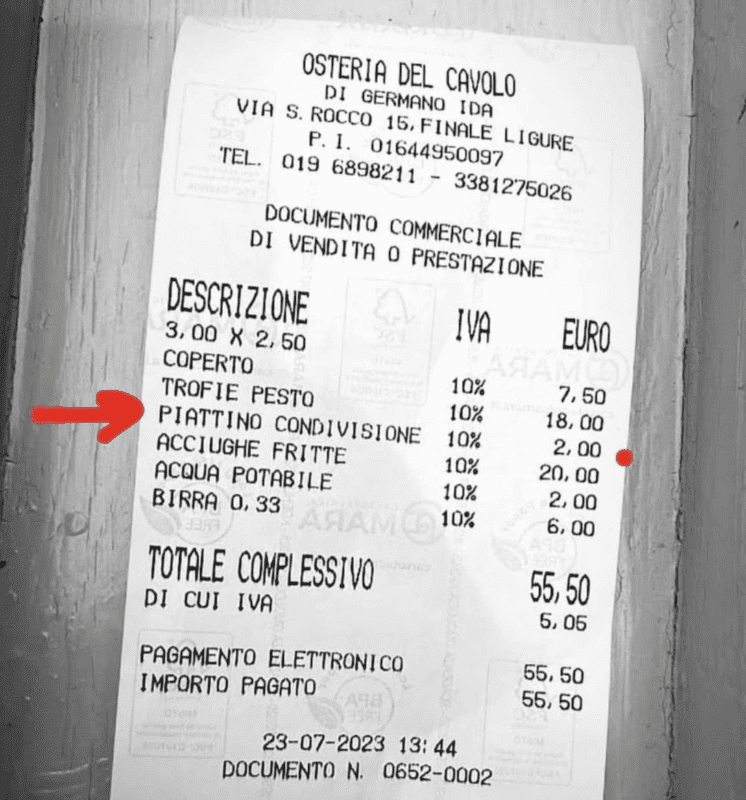 OSTERIA DEL CAVOLO
DI GERMANO IDA
VIA S. ROCCO 15, FINALE LIGURE
P. I. 01644950097
TEL. 019 6898211 - 3381275026
DOCUMENTO COMMERCIALE
DI VENDITA O PRESTAZIONE
DESCRIZIONE IVA EURO
3,00 X 2,50
COPERTO 10% 7,50
TROFIE PESTO 10% 18,00
PIATTINO CONDIVISIONE 10% 2,00
ACCIUGHE FRITTE 10% 20,00
ACQUA POTABILE 10% 2,00
BIRRA 0,33 10% 6,00
TOTALE COMPLESSIVO 55,50
DI CUI IVA 5,05
PAGAMENTO ELETTRONICO 55,50
IMPORTO PAGATO 55,50
23-07-2023 13:44
DOCUMENTO N. 0652-0002